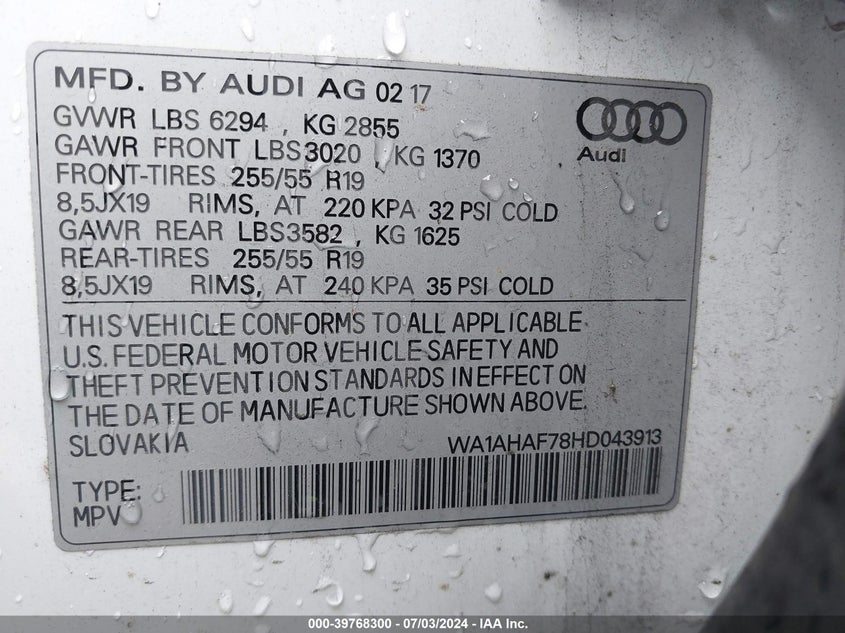 MFD. BY AUDI AG 02 17
GVWR LBS 6294 , KG 2855
GAWR FRONT LBS3020 , KG 1370
FRONT-TIRES 255/55 R19
8,5JX19 RIMS, AT 220 KPA 32 PSI COLD
GAWR REAR LBS3582 , KG 1625
REAR-TIRES 255/55 R19
8,5JX19 RIMS, AT 240 KPA 35 PSI COLD
Audi
THIS VEHICLE CONFORMS TO ALL APPLICABLE
U.S. FEDERAL MOTOR VEHICLE SAFETY AND
THEFT PREVENTION STANDARDS IN EFFECT ON
THE DATE OF MANUFACTURE SHOWN ABOVE.
SLOVAKIA WA1AHAF78HD043913
TYPE:
MPV
000-39768300 - 07/03/2024 - IAA Inc.